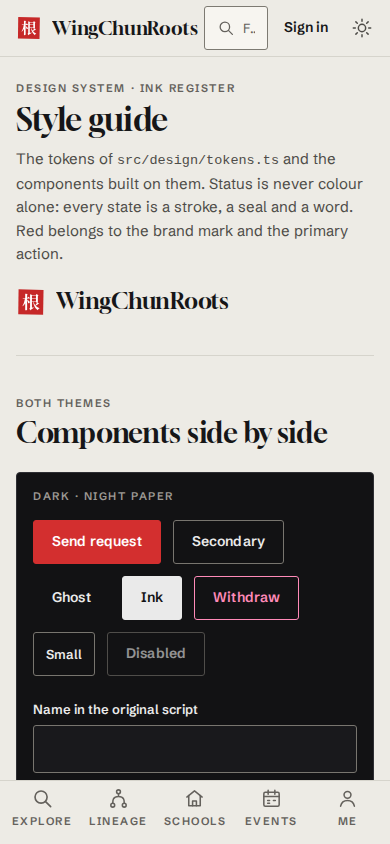 根 WingChunRoots F.. Sign in
DESIGN SYSTEM · INK REGISTER
Style guide
The tokens of src/design/tokens.ts and the
components built on them. Status is never colour
alone: every state is a stroke, a seal and a word.
Red belongs to the brand mark and the primary
action.
根 WingChunRoots
BOTH THEMES
Components side by side
DARK · NIGHT PAPER
Send request Secondary
Ghost Ink Withdraw
Small Disabled
Name in the original script
EXPLORE LINEAGE SCHOOLS EVENTS ME